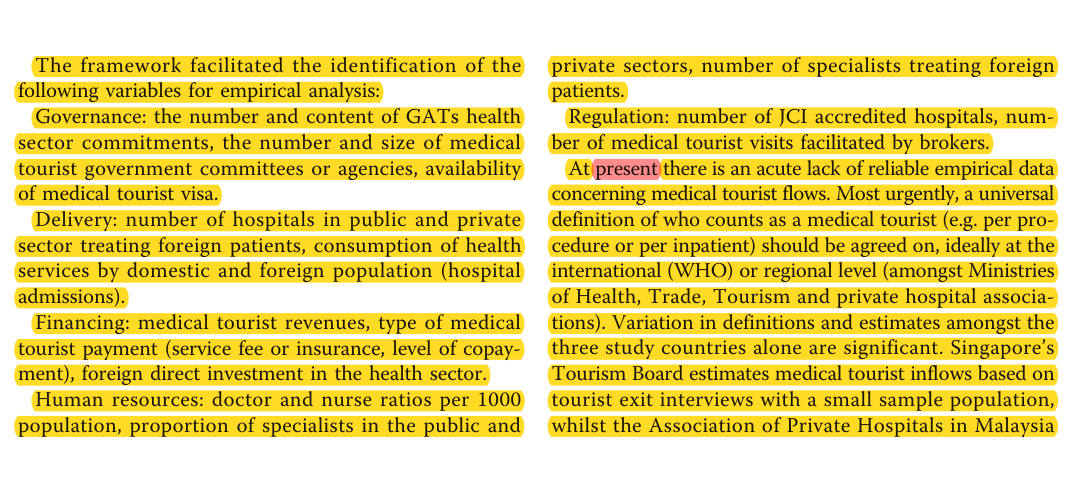 The framework facilitated the identification of the
following variables for empirical analysis:
Governance: the number and content of GATs health
sector commitments, the number and size of medical
tourist government committees or agencies, availability
of medical tourist visa.
Delivery: number of hospitals in public and private
sector treating foreign patients, consumption of health
services by domestic and foreign population (hospital
admissions).
Financing: medical tourist revenues, type of medical
tourist payment (service fee or insurance, level of copay-
ment), foreign direct investment in the health sector.
Human resources: doctor and nurse ratios per 1000
population, proportion of specialists in the public and
private sectors, number of specialists treating foreign
patients.
Regulation: number of JCI accredited hospitals, num-
ber of medical tourist visits facilitated by brokers.
At present there is an acute lack of reliable empirical data
concerning medical tourist flows. Most urgently, a universal
definition of who counts as a medical tourist (e.g. per pro-
cedure or per inpatient) should be agreed on, ideally at the
international (WHO) or regional level (amongst Ministries
of Health, Trade, Tourism and private hospital associa-
tions). Variation in definitions and estimates amongst the
three study countries alone are significant. Singapore's
Tourism Board estimates medical tourist inflows based on
tourist exit interviews with a small sample population,
whilst the Association of Private Hospitals in Malaysia